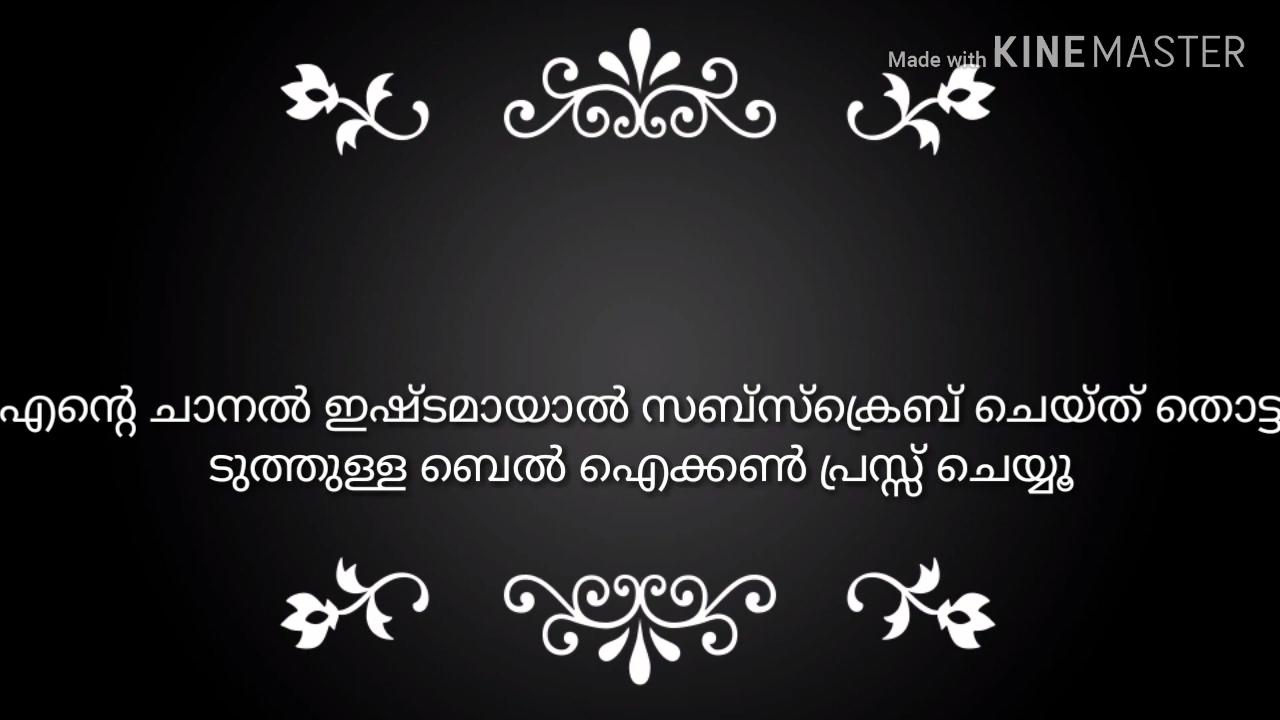 Made with KINEMASTER
എന്റെ ചാനൽ ഇഷ്ടമായാൽ സബ്സ്ക്രൈബ് ചെയ്ത് തൊട്ട
ടുത്തുള്ള ബെൽ ഐക്കൺ പ്രസ്സ് ചെയ്യൂ